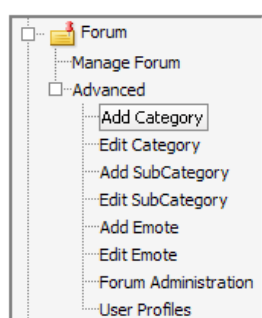 Forum
Manage Forum
Advanced
Add Category
Edit Category
Add SubCategory
Edit SubCategory
Add Emote
Edit Emote
Forum Administration
User Profiles